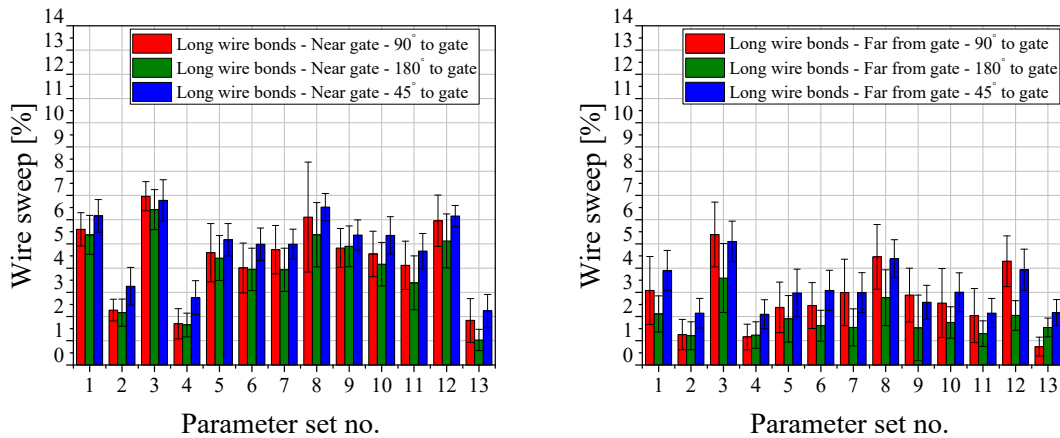 Wire sweep [%]
14
13
12
11
10
9
8
7
6
5
4
3
2
1
0
Long wire bonds - Near gate - 90° to gate
Long wire bonds - Near gate - 180° to gate
Long wire bonds - Near gate - 45° to gate
1 2 3 4 5 6 7 8 9 10 11 12 13
Parameter set no.
Wire sweep [%]
14
13
12
11
10
9
8
7
6
5
4
3
2
1
0
Long wire bonds - Far from gate - 90° to gate
Long wire bonds - Far from gate - 180° to gate
Long wire bonds - Far from gate - 45° to gate
1 2 3 4 5 6 7 8 9 10 11 12 13
Parameter set no.